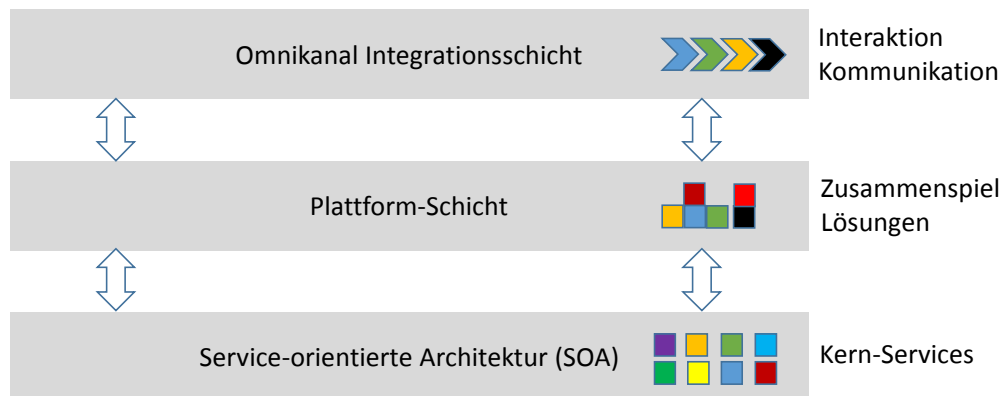 Omnikanal Integrationsschicht
Interaktion
Kommunikation
Plattform-Schicht
Zusammenspiel
Lösungen
Service-orientierte Architektur (SOA)
Kern-Services